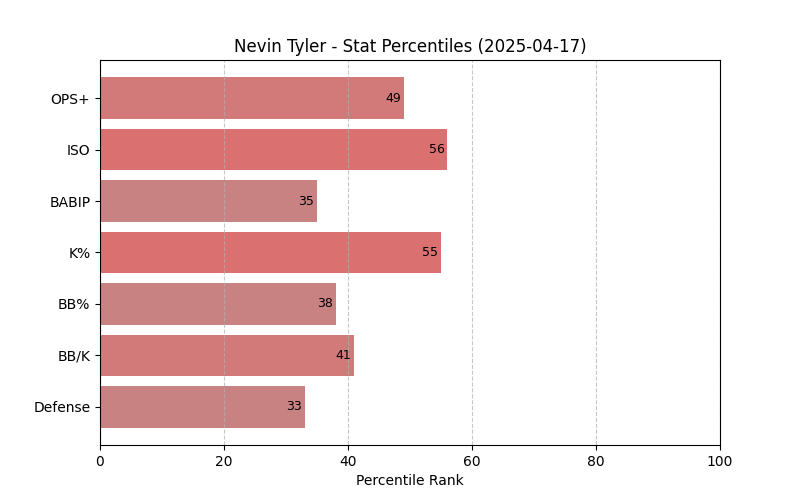 Nevin Tyler - Stat Percentiles (2025-04-17)
OPS+ 49
ISO 56
BABIP 35
K% 55
BB% 38
BB/K 41
Defense 33
0 20 40 60 80 100
Percentile Rank